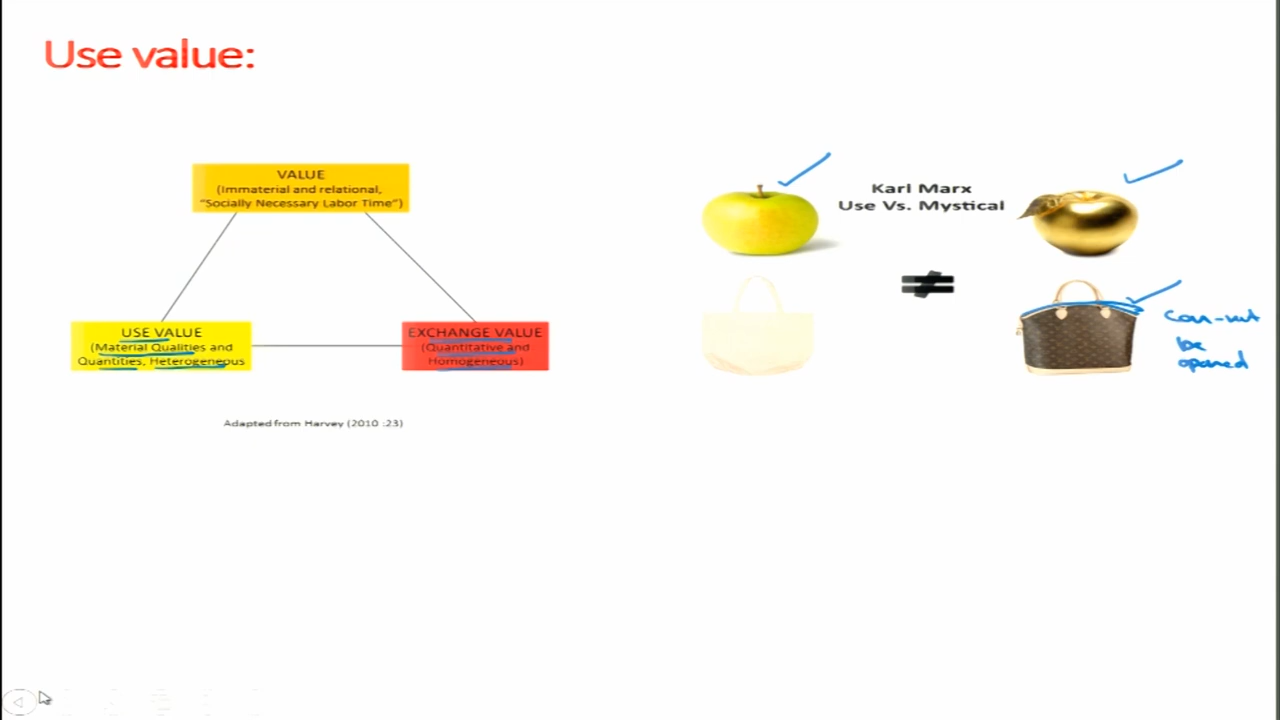 Use value:
VALUE
(Immaterial and relational,
“Socially Necessary Labor Time”)
USE VALUE
(Material Qualities and
Quantities, Heterogeneous
EXCHANGE VALUE
(Quantitative and
Homogeneous)
Adapted from Harvey (2010 :23)
Karl Marx
Use Vs. Mystical
≠
Can-not
be
opened